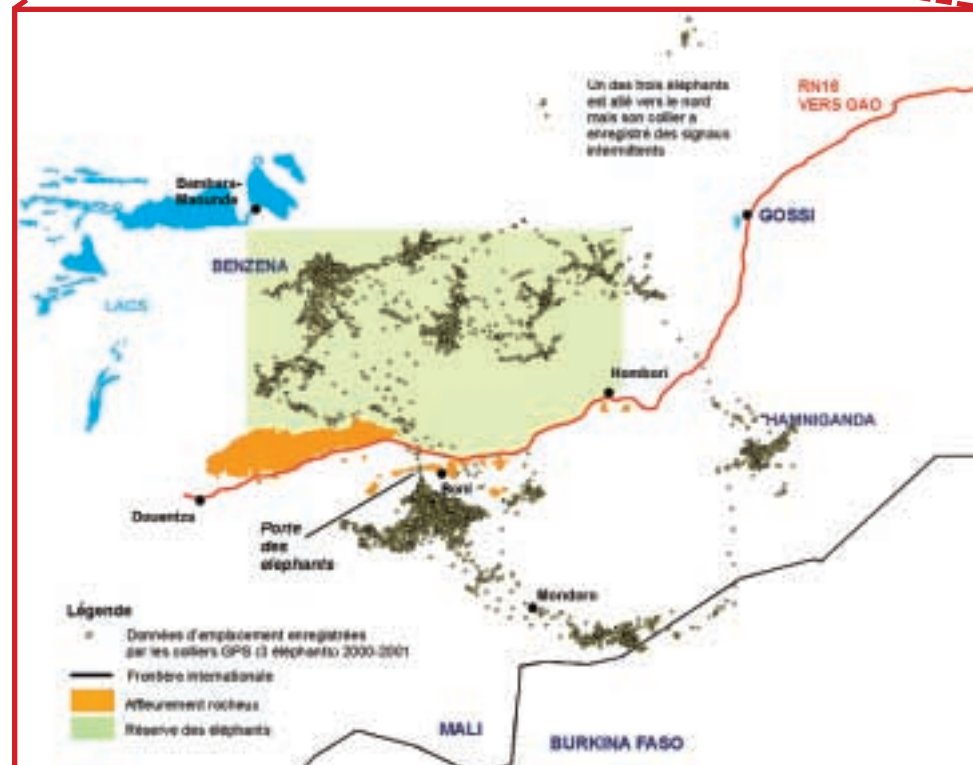 Un des trois éléphants
est allé vers le nord
mais son collier a
enregistré des signaux
intermittents
RN16
VERS GAO
Bambara-
Maounde
GOSSI
BENZENA
LACS
Hombori
HAMNIGANDA
Boni
Douentza
Porte
des
éléphants
Mondoro
Légende
Données d'emplacement enregistrées
par les colliers GPS (3 éléphants) 2000-2001
Frontière internationale
Affleurement rocheux
Réserve des éléphants
MALI
BURKINA FASO